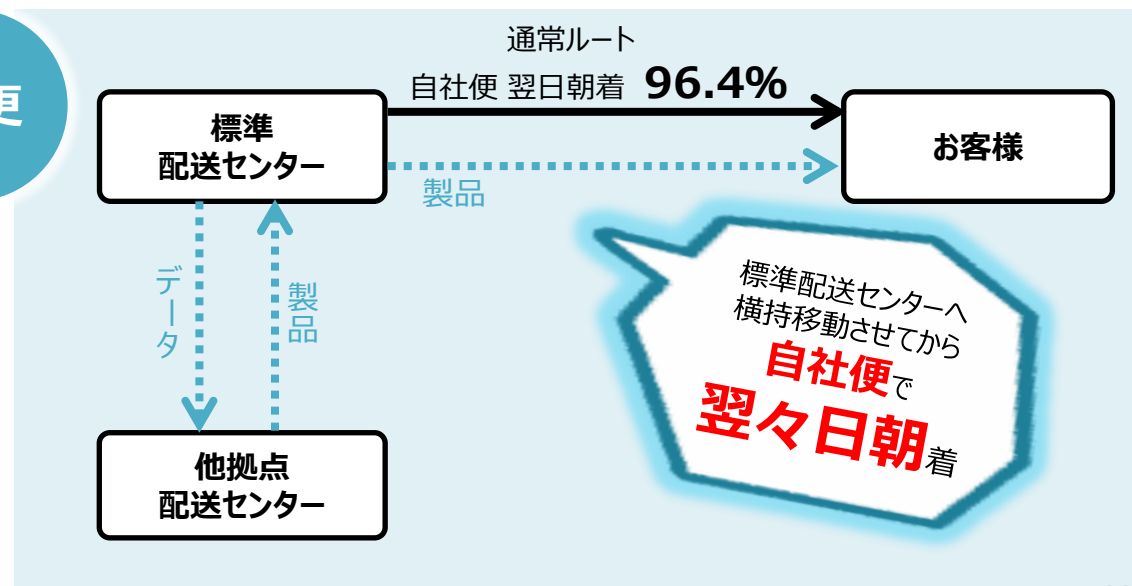 便
通常ルート
自社便 翌日朝着 96.4%
標準
配送センター
お客様
製品
データ
製品
標準配送センターへ
横持移動させてから
自社便で
翌々日朝着
他拠点
配送センター